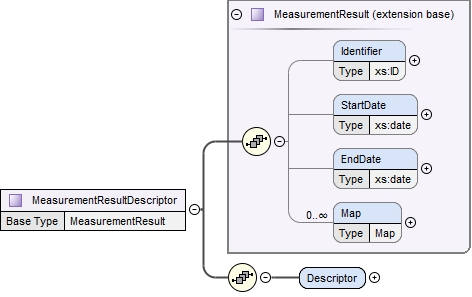 MeasurementResult (extension base)
Identifier
Type xs:ID
StartDate
Type xs:date
EndDate
Type xs:date
0..∞ Map
Type Map
MeasurementResultDescriptor
Base Type MeasurementResult
Descriptor